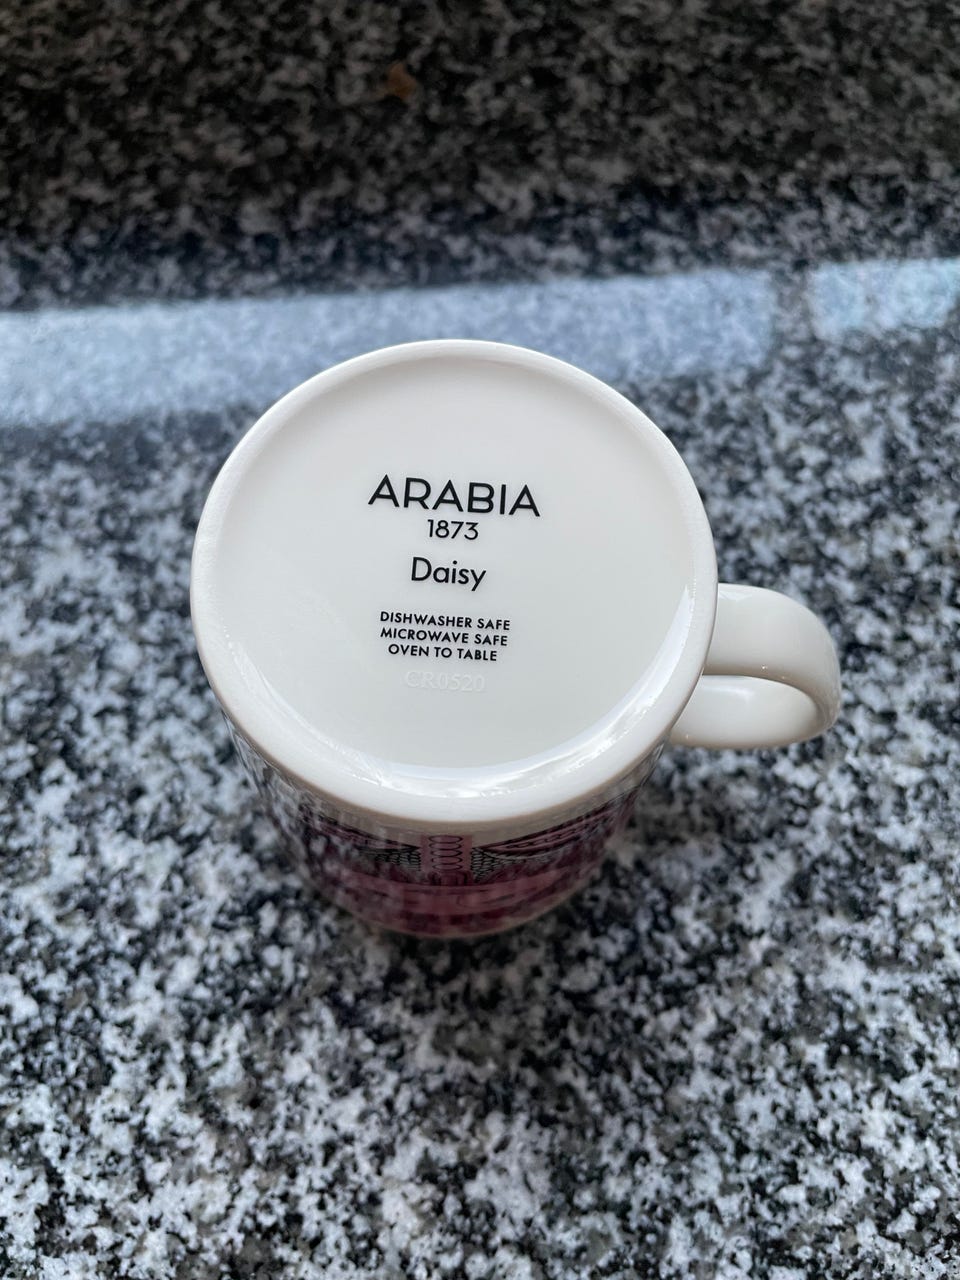 ARABIA
1873
Daisy
DISHWASHER SAFE
MICROWAVE SAFE
OVEN TO TABLE
CR0520